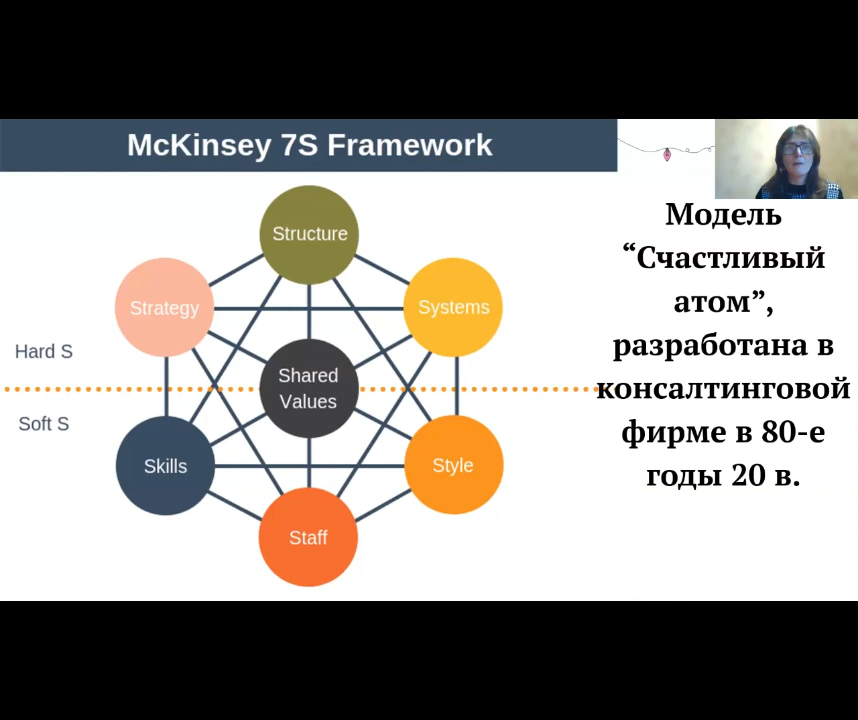 McKinsey 7S Framework
Structure
Strategy
Systems
Hard S
Shared
Values
Soft S
Skills
Style
Staff
Модель
“Счастливый
атом”,
разработана в
консалтинговой
фирме в 80-е
годы 20 в.